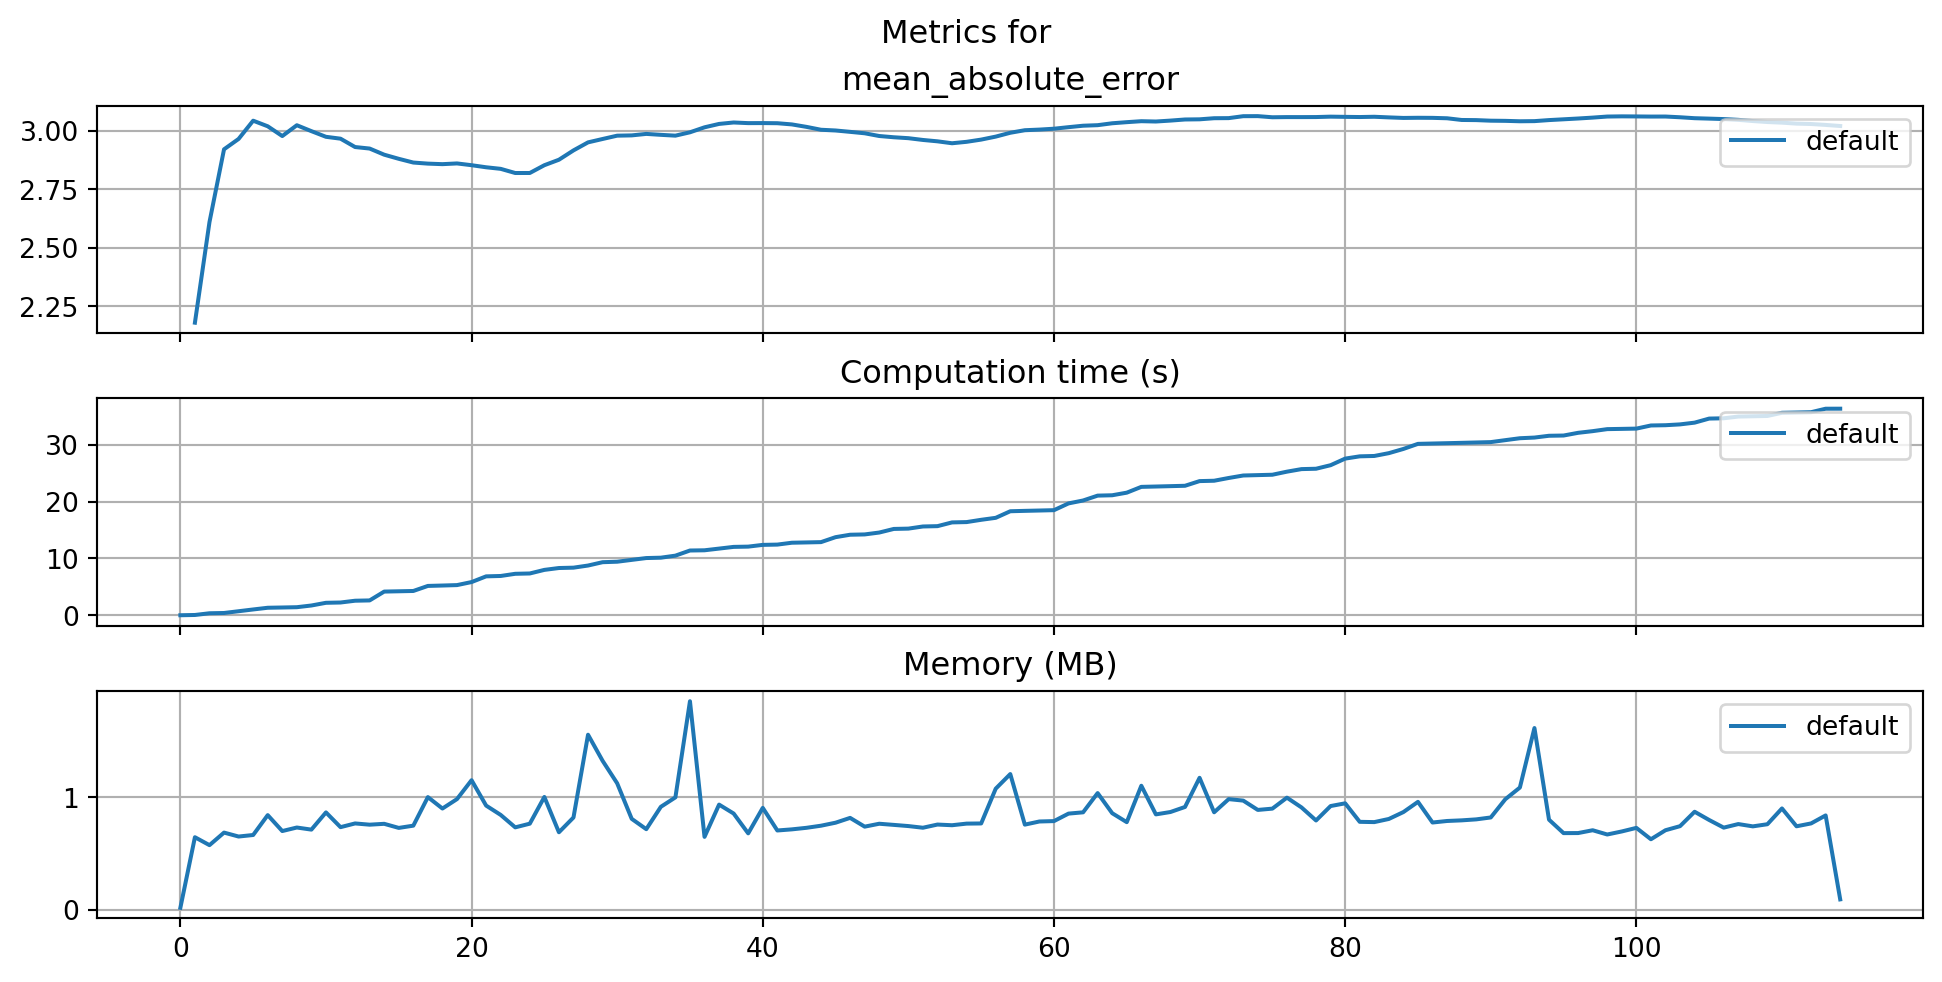 Metrics for
mean_absolute_error
3.00
2.75
2.50
2.25
default
Computation time (s)
30
20
10
0
default
Memory (MB)
1
0
default
0 20 40 60 80 100